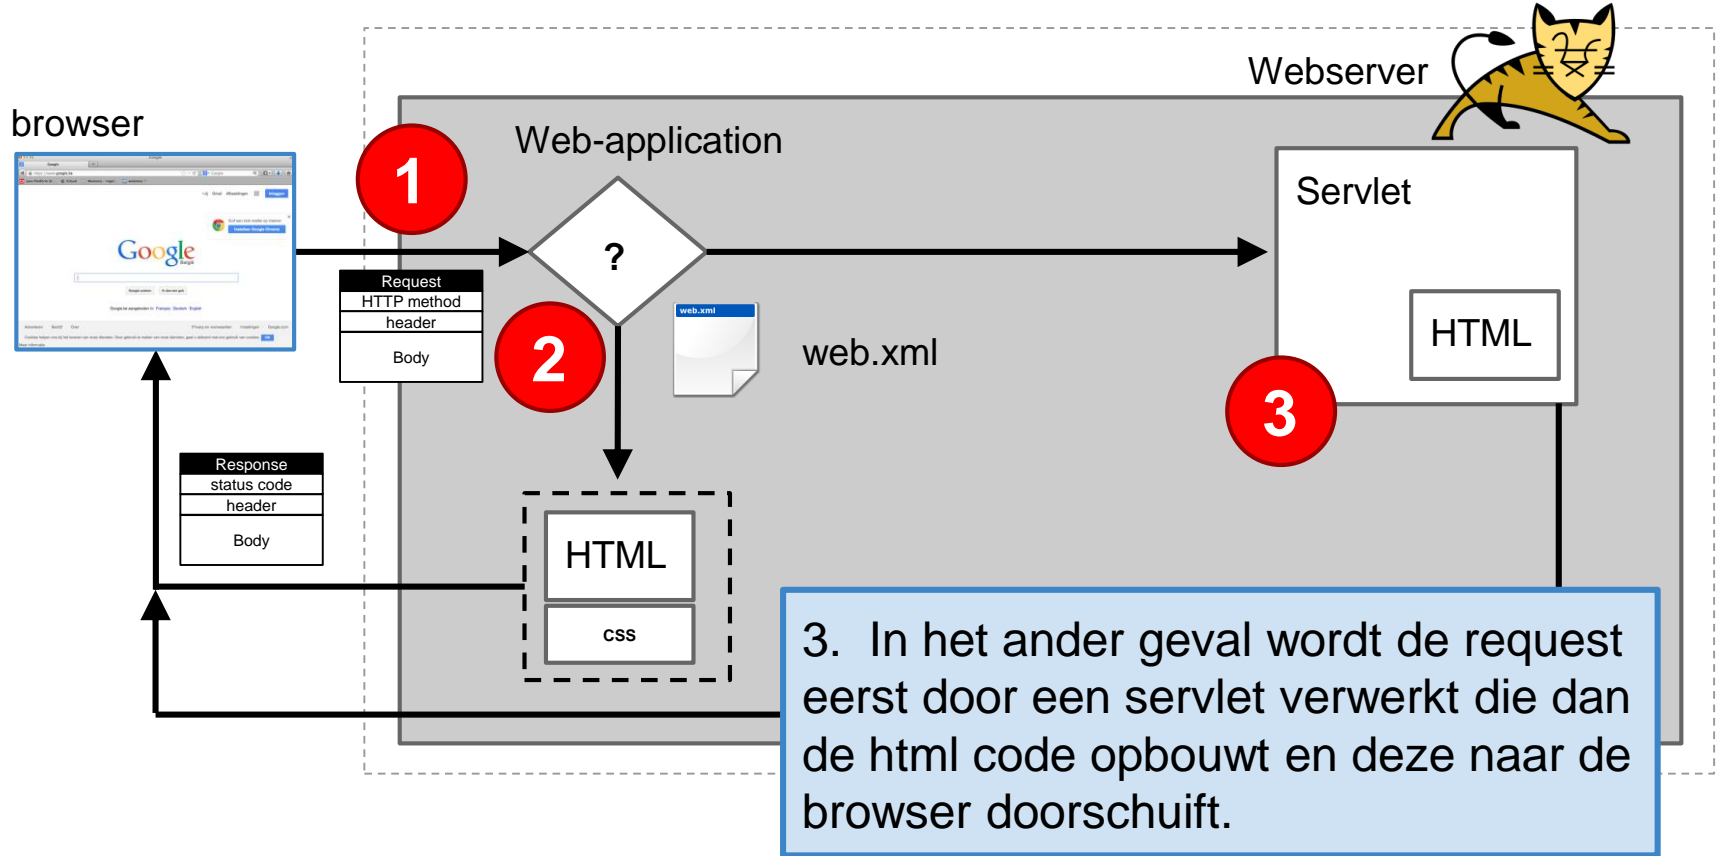 Webserver
browser
Web-application
1
Servlet
Google
?
Request
HTTP method
header
Body
web.xml
web.xml
HTML
2
3
Response
status code
header
Body
HTML
CSS
3. In het ander geval wordt de request
eerst door een servlet verwerkt die dan
de html code opbouwt en deze naar de
browser doorschuift.